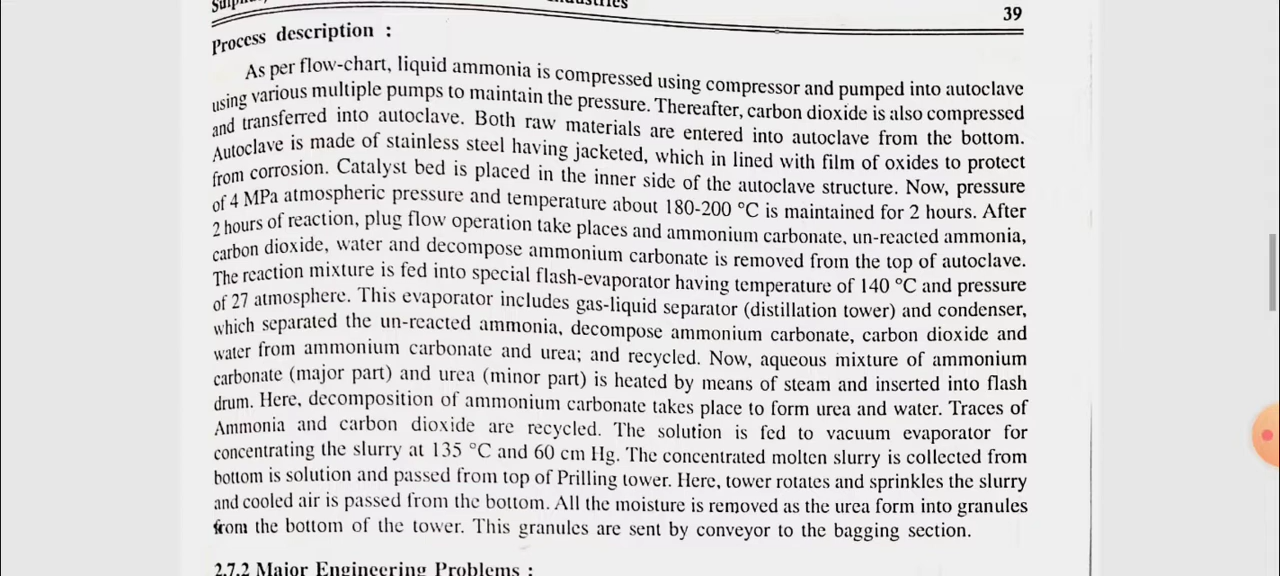 39
Process description :
As per flow-chart, liquid ammonia is compressed using compressor and pumped into autoclave
using various multiple pumps to maintain the pressure. Thereafter, carbon dioxide is also compressed
and transferred into autoclave. Both raw materials are entered into autoclave from the bottom.
Autoclave is made of stainless steel having jacketed, which in lined with film of oxides to protect
from corrosion. Catalyst bed is placed in the inner side of the autoclave structure. Now, pressure
of 4 MPa atmospheric pressure and temperature about 180-200 °C is maintained for 2 hours. After
2 hours of reaction, plug flow operation take places and ammonium carbonate, un-reacted ammonia,
carbon dioxide, water and decompose ammonium carbonate is removed from the top of autoclave.
The reaction mixture is fed into special flash-evaporator having temperature of 140 °C and pressure
of 27 atmosphere. This evaporator includes gas-liquid separator (distillation tower) and condenser,
which separated the un-reacted ammonia, decompose ammonium carbonate, carbon dioxide and
water from ammonium carbonate and urea; and recycled. Now, aqueous mixture of ammonium
carbonate (major part) and urea (minor part) is heated by means of steam and inserted into flash
drum. Here, decomposition of ammonium carbonate takes place to form urea and water. Traces of
Ammonia and carbon dioxide are recycled. The solution is fed to vacuum evaporator for
concentrating the slurry at 135 °C and 60 cm Hg. The concentrated molten slurry is collected from
bottom is solution and passed from top of Prilling tower. Here, tower rotates and sprinkles the slurry
and cooled air is passed from the bottom. All the moisture is removed as the urea form into granules
from the bottom of the tower. This granules are sent by conveyor to the bagging section.
2.7.2 Major Engineering Problems :